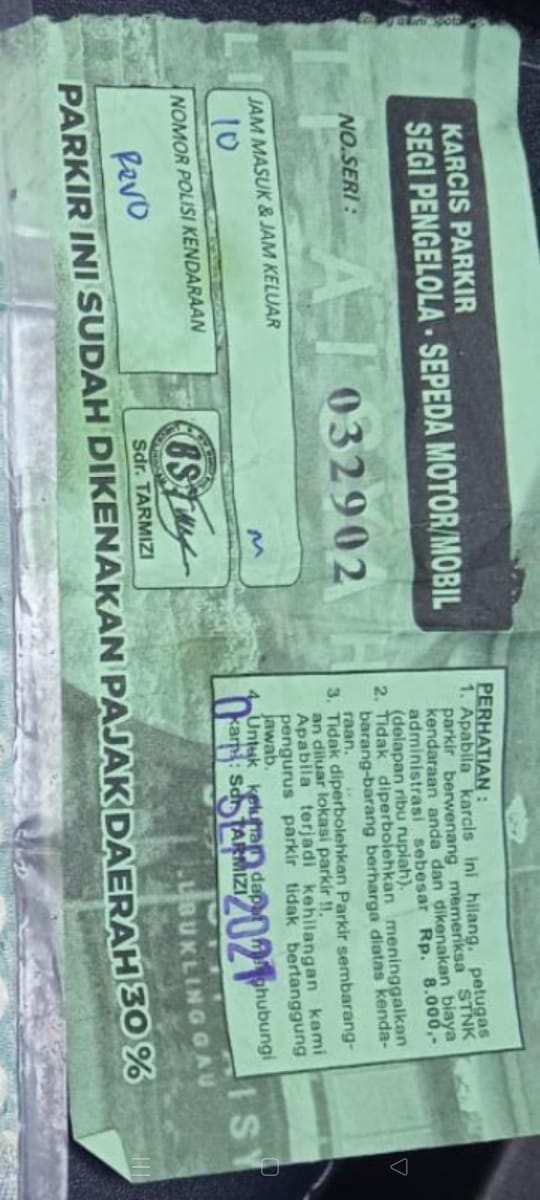 KARCIS PARKIR
SEGI PENGELOLA · SEPEDA MOTOR/MOBIL
NO.SERI : 032902
JAM MASUK & JAM KELUAR
10
NOMOR POLISI KENDARAAN
Revo
BST
Sdr. TARMIZI
PARKIR INI SUDAH DIKENAKAN PAJAK DAERAH 30 %
PERHATIAN :
1. Apabila karcis ini hilang, petugas
parkir berwenang memeriksa STNK
kendaraan anda dan dikenakan biaya
administrasi sebesar Rp. 8.000,-
(delapan ribu rupiah).
2. Tidak diperbolehkan meninggalkan
barang-barang berharga diatas kenda-
raan.
3. Tidak diperbolehkan Parkir sembarang-
an diluar lokasi parkir !!.
Apabila terjadi kehilangan kami
pengurus parkir tidak bertanggung
jawab.
4. Untuk keluhan dapat menghubungi
kami: Sdr. TARMIZI
SEP 2021
LUBUKLINGGAU